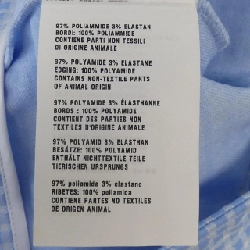 97% POLIAMMIDE 3% ELASTAN
BORDI: 100% POLIAMMIDE
CONTIENE PARTI NON TESSILI
DI ORIGINE ANIMALE
97% POLYAMIDE 3% ELASTANE
EDGING: 100% POLYAMIDE
CONTAINS NON-TEXTILE PARTS
OF ANIMAL ORIGIN
97% POLYAMIDE 3% ÉLASTHANNE
BORDS : 100% POLYAMIDE
CONTIENT DES PARTIES NON
TEXTILES D'ORIGINE ANIMALE
97% POLYAMID 3% ELASTHAN
BESÄTZE: 100% POLYAMID
ENTHÄLT NICHTTEXTILE TEILE
TIERISCHEN URSPRUNGS
97% poliamida 3% elastano
RIBETES: 100% poliamida
CONTIENE PARTES NO TEXTILES
DE ORIGEN ANIMAL